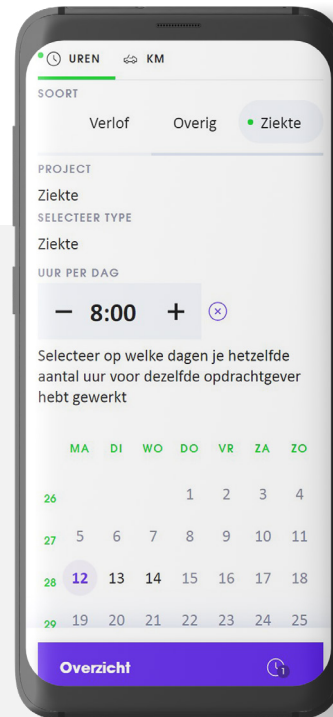 UREN KM
SOORT
Verlof Overig Ziekte
PROJECT
Ziekte
SELECTEER TYPE
Ziekte
UUR PER DAG
− 8:00 +
Selecteer op welke dagen je hetzelfde
aantal uur voor dezelfde opdrachtgever
hebt gewerkt
MA DI WO DO VR ZA ZO
26 1 2 3 4
27 5 6 7 8 9 10 11
28 12 13 14 15 16 17 18
29 19 20 21 22 23 24 25
Overzicht 1